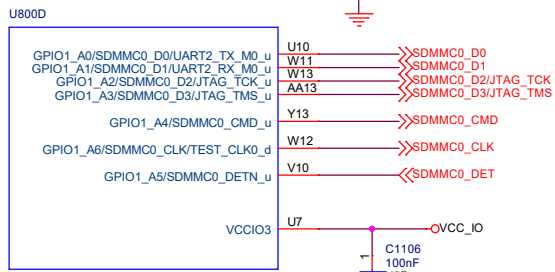 U800D
GPIO1_A0/SDMMC0_D0/UART2_TX_M0_u U10 SDMMC0_D0
GPIO1_A1/SDMMC0_D1/UART2_RX_M0_u W11 SDMMC0_D1
GPIO1_A2/SDMMC0_D2/JTAG_TCK_u W13 SDMMC0_D2/JTAG_TCK
GPIO1_A3/SDMMC0_D3/JTAG_TMS_u AA13 SDMMC0_D3/JTAG_TMS
GPIO1_A4/SDMMC0_CMD_u Y13 SDMMC0_CMD
GPIO1_A6/SDMMC0_CLK/TEST_CLK0_d W12 SDMMC0_CLK
GPIO1_A5/SDMMC0_DETN_u V10 SDMMC0_DET
VCCIO3 U7 VCC_IO
C1106
1 100nF